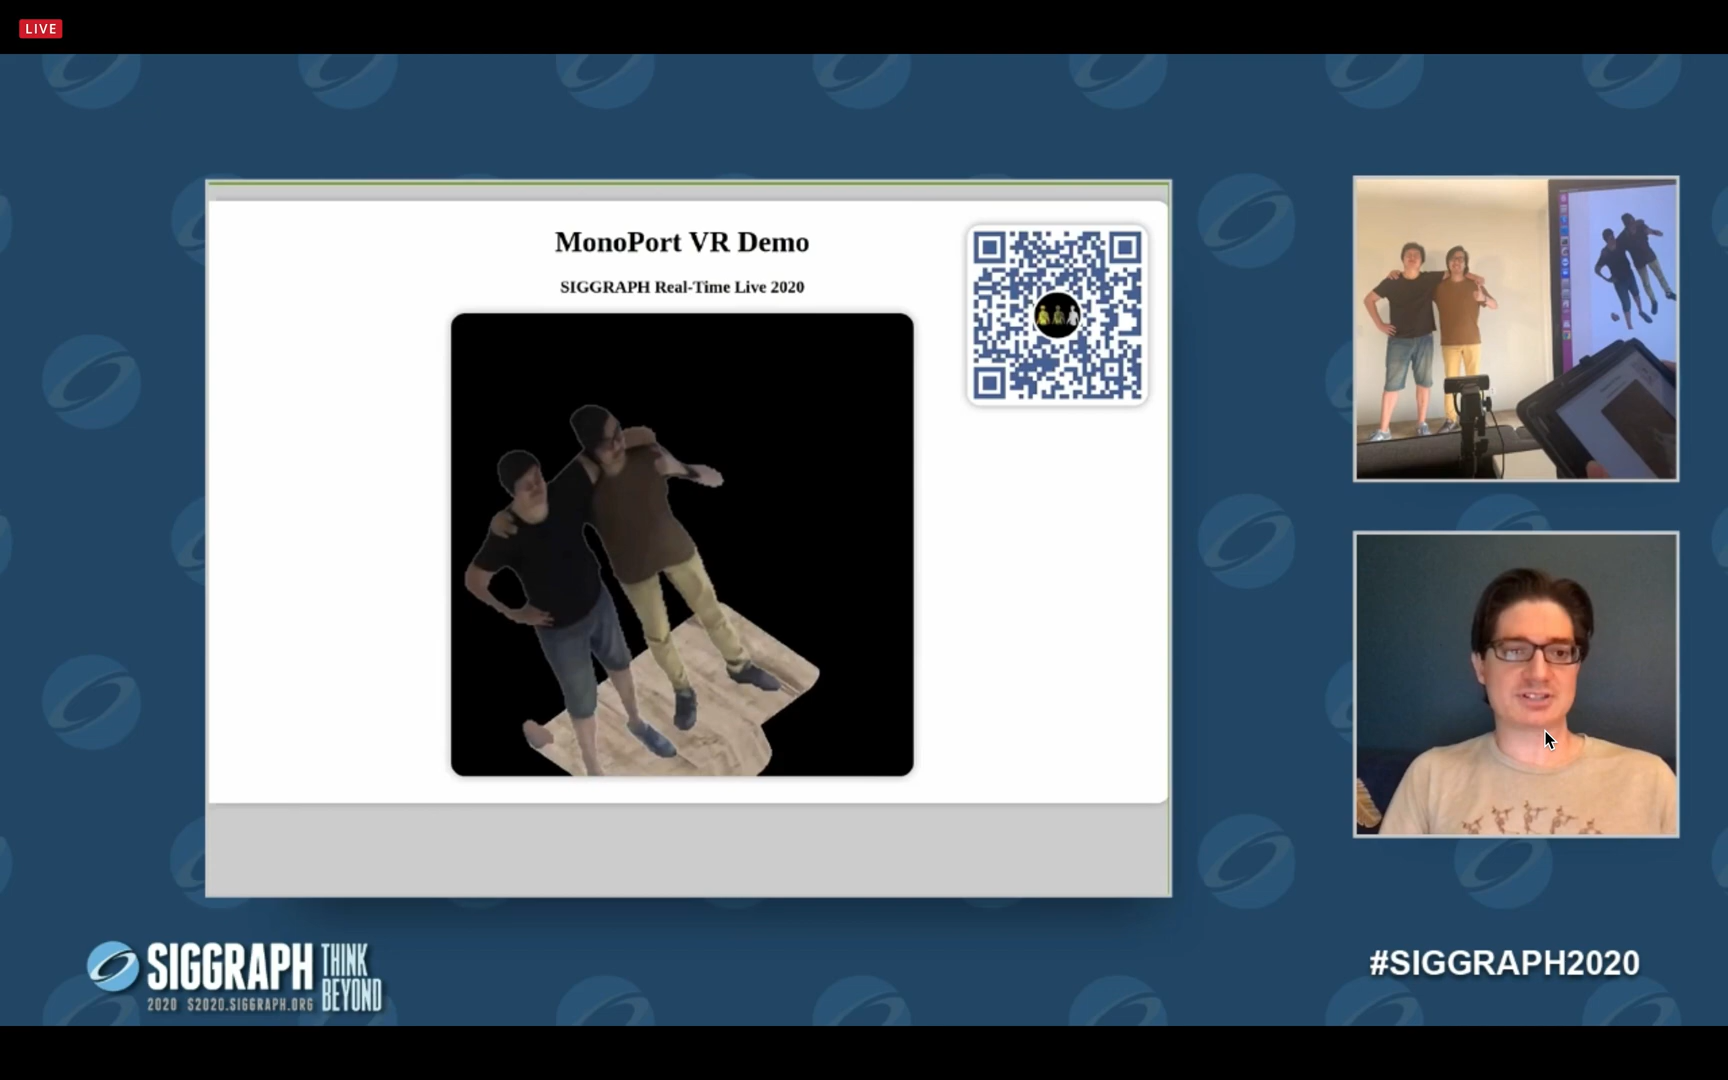 LIVE
MonoPort VR Demo
SIGGRAPH Real-Time Live 2020
SIGGRAPH THINK BEYOND
2020 S2020.SIGGRAPH.ORG
#SIGGRAPH2020